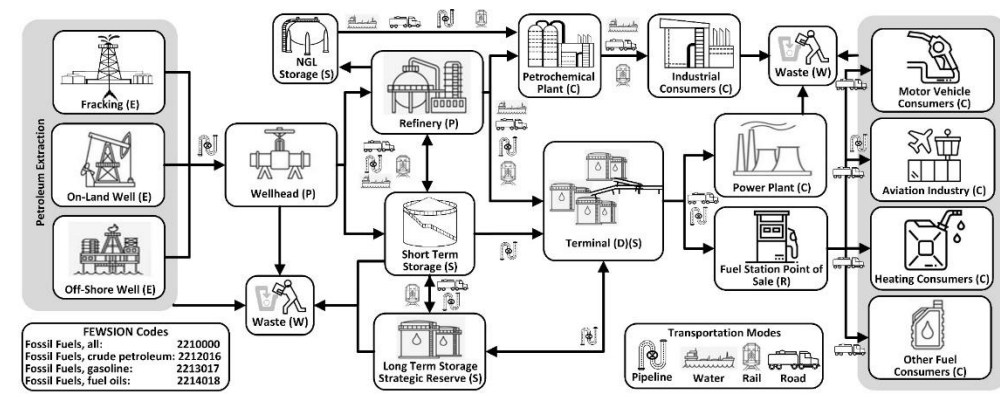 Petroleum Extraction
Fracking (E)
On-Land Well (E)
Off-Shore Well (E)
Wellhead (P)
Waste (W)
NGL
Storage (S)
Refinery (P)
Short Term
Storage (S)
Long Term Storage
Strategic Reserve (S)
Petrochemical
Plant (C)
Industrial
Consumers (C)
Waste (W)
Terminal (D)(S)
Power Plant (C)
Fuel Station Point of
Sale (R)
Motor Vehicle
Consumers (C)
Aviation Industry (C)
Heating Consumers (C)
Other Fuel
Consumers (C)
FEWSION Codes
Fossil Fuels, all: 2210000
Fossil Fuels, crude petroleum: 2212016
Fossil Fuels, gasoline: 2213017
Fossil Fuels, fuel oils: 2214018
Transportation Modes
Pipeline Water Rail Road